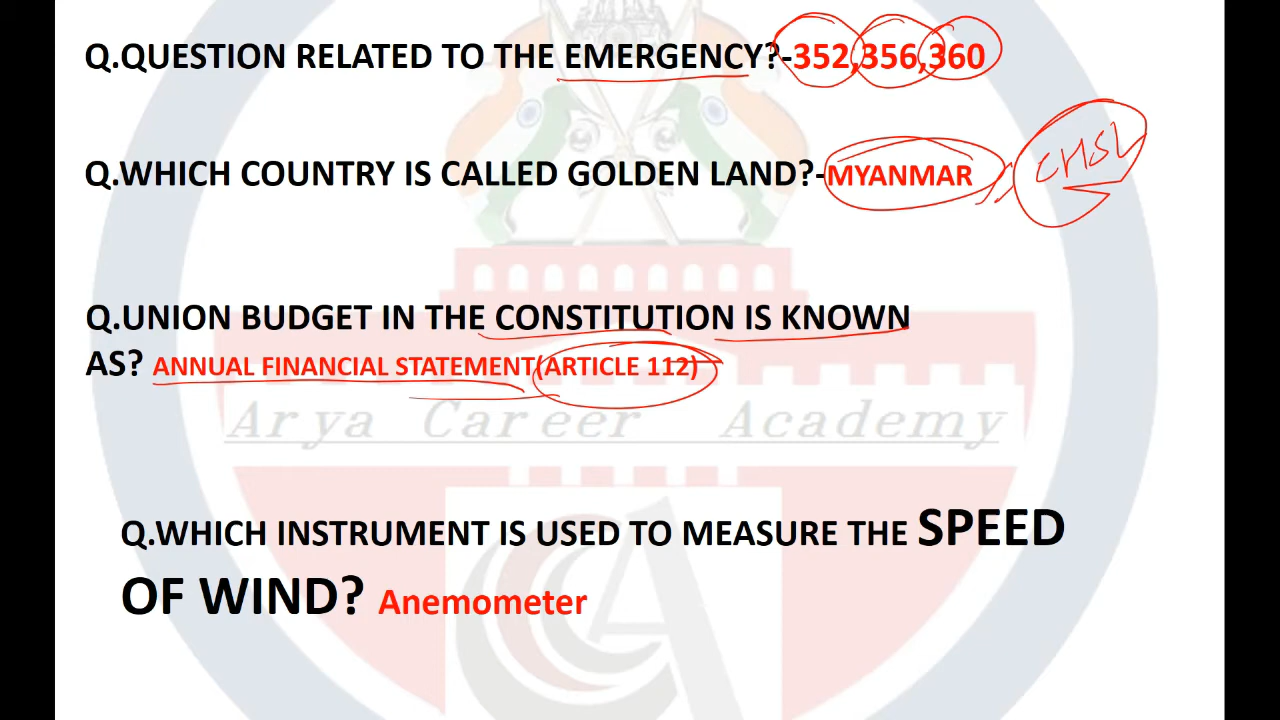 Q.QUESTION RELATED TO THE EMERGENCY?-352,356,360
Q.WHICH COUNTRY IS CALLED GOLDEN LAND?-MYANMAR
CHSL
Q.UNION BUDGET IN THE CONSTITUTION IS KNOWN
AS? ANNUAL FINANCIAL STATEMENT(ARTICLE 112)
Arya Career Academy
Q.WHICH INSTRUMENT IS USED TO MEASURE THE SPEED
OF WIND? Anemometer